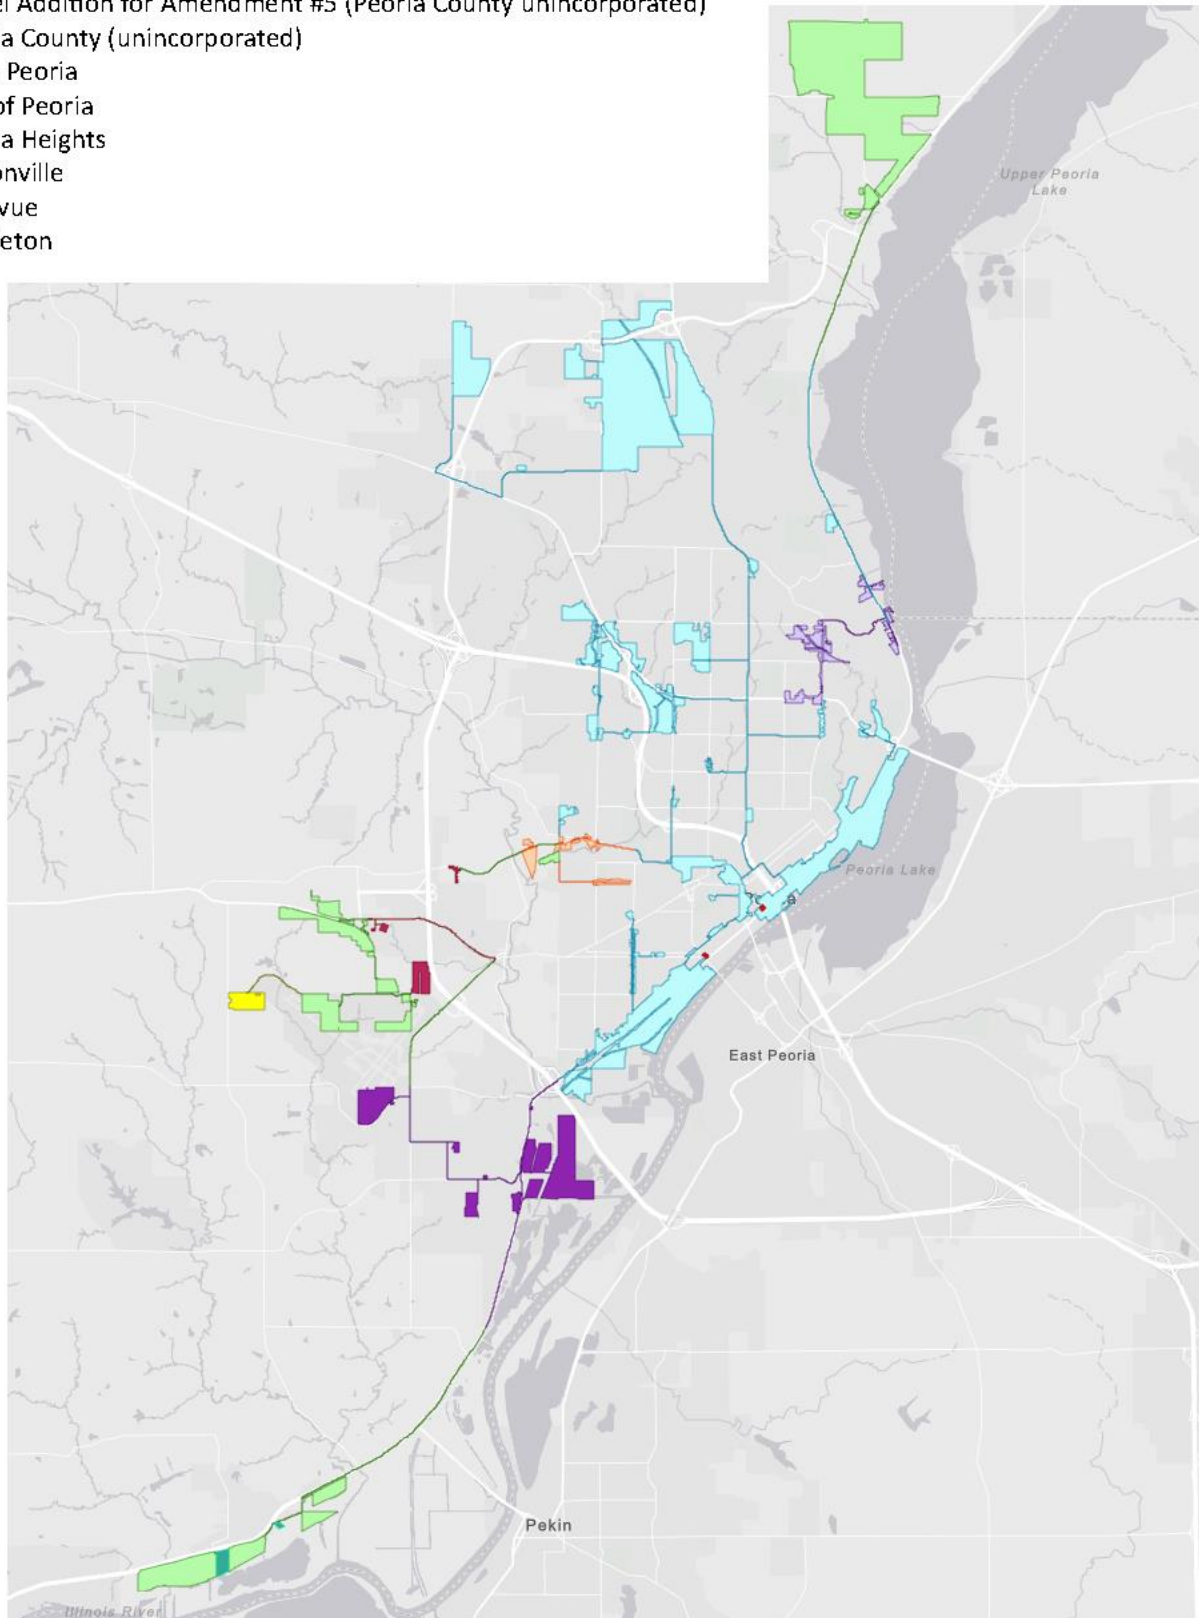 el Addition for Amendment #5 (Peoria County unincorporated)
a County (unincorporated)
Peoria
of Peoria
a Heights
onville
vue
eton
Upper Peoria
Lake
Peoria Lake
a
East Peoria
Pekin
Illinois River